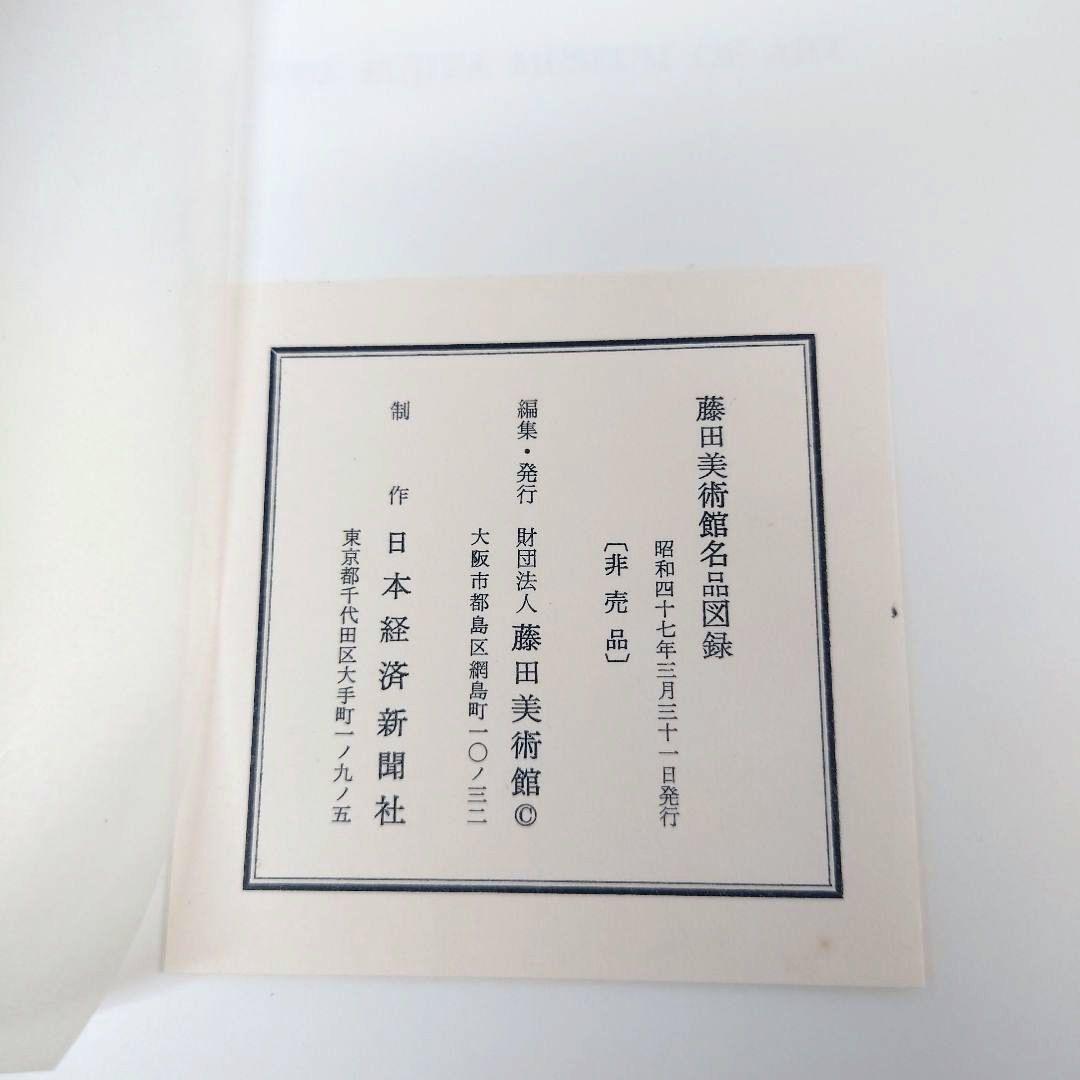 藤田美術館名品図録
昭和四十七年三月三十一日発行
〔非売品〕
編集・発行 財団法人 藤田美術館©
大阪市都島区網島町一〇ノ三二
制作 日本経済新聞社
東京都千代田区大手町一ノ九ノ五